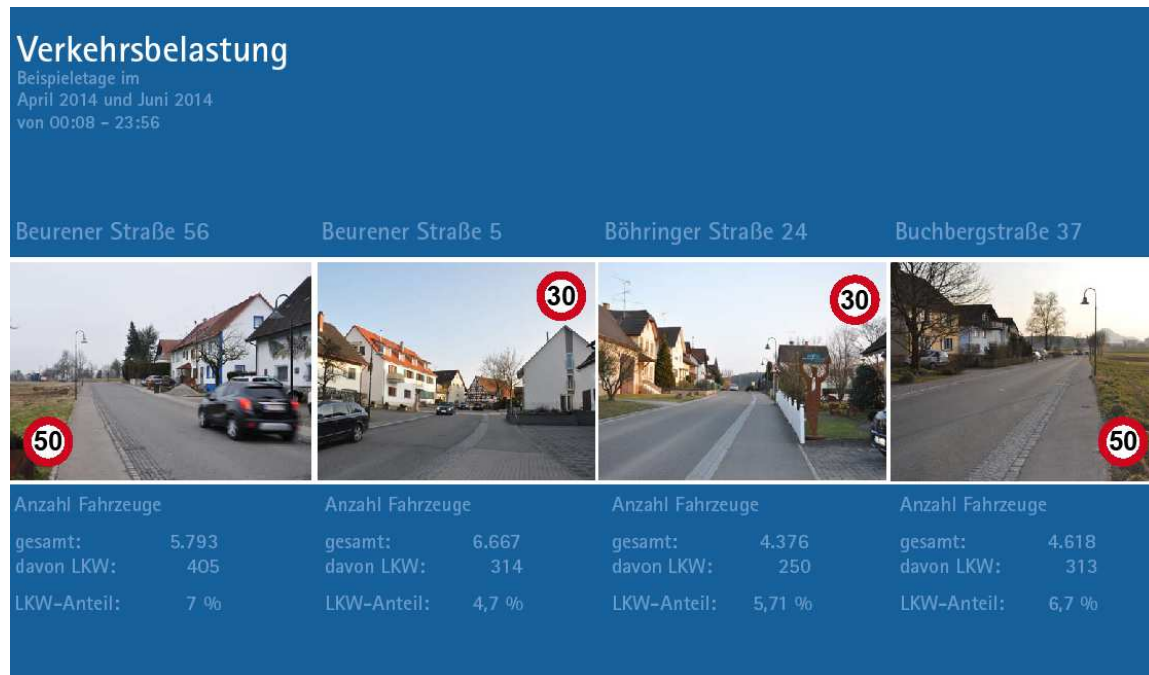 Verkehrsbelastung
Beispieletage im
April 2014 und Juni 2014
von 00:08 - 23:56
Beurener Straße 56
Beurener Straße 5
Böhringer Straße 24
Buchbergstraße 37
50
30
30
50
Anzahl Fahrzeuge
gesamt: 5.793
davon LKW: 405
LKW-Anteil: 7 %
Anzahl Fahrzeuge
gesamt: 6.667
davon LKW: 314
LKW-Anteil: 4,7 %
Anzahl Fahrzeuge
gesamt: 4.376
davon LKW: 250
LKW-Anteil: 5,71 %
Anzahl Fahrzeuge
gesamt: 4.618
davon LKW: 313
LKW-Anteil: 6,7 %